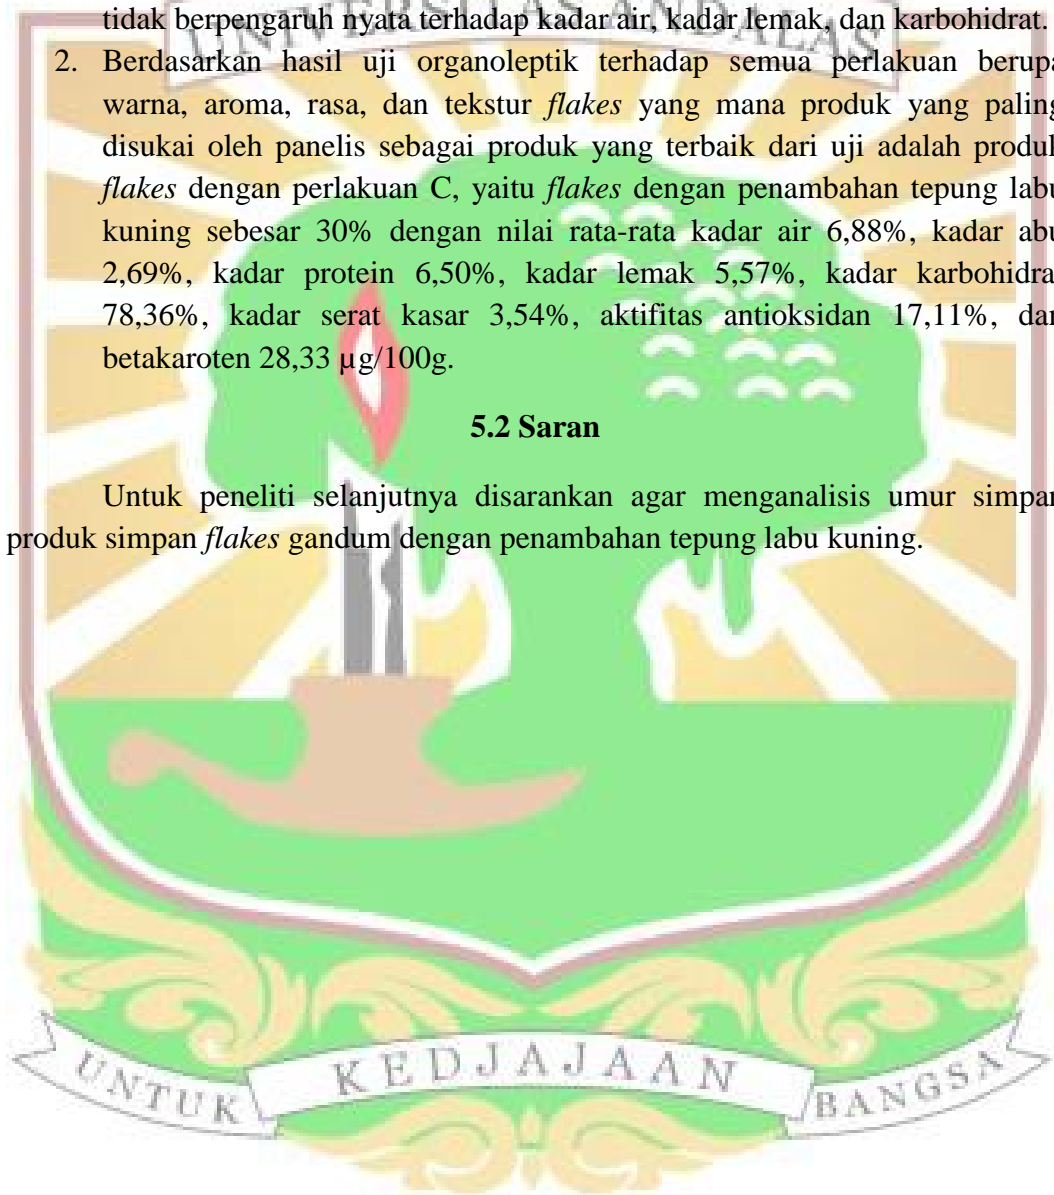 tidak berpengaruh nyata terhadap kadar air, kadar lemak, dan karbohidrat.
UNIVERSITAS ANDALAS
2. Berdasarkan hasil uji organoleptik terhadap semua perlakuan berupa
warna, aroma, rasa, dan tekstur flakes yang mana produk yang paling
disukai oleh panelis sebagai produk yang terbaik dari uji adalah produk
flakes dengan perlakuan C, yaitu flakes dengan penambahan tepung labu
kuning sebesar 30% dengan nilai rata-rata kadar air 6,88%, kadar abu
2,69%, kadar protein 6,50%, kadar lemak 5,57%, kadar karbohidra
78,36%, kadar serat kasar 3,54%, aktifitas antioksidan 17,11%, dan
betakaroten 28,33 µg/100g.
5.2 Saran
Untuk peneliti selanjutnya disarankan agar menganalisis umur simpan
produk simpan flakes gandum dengan penambahan tepung labu kuning.
UNTUK KEDJAJAAN BANGSA